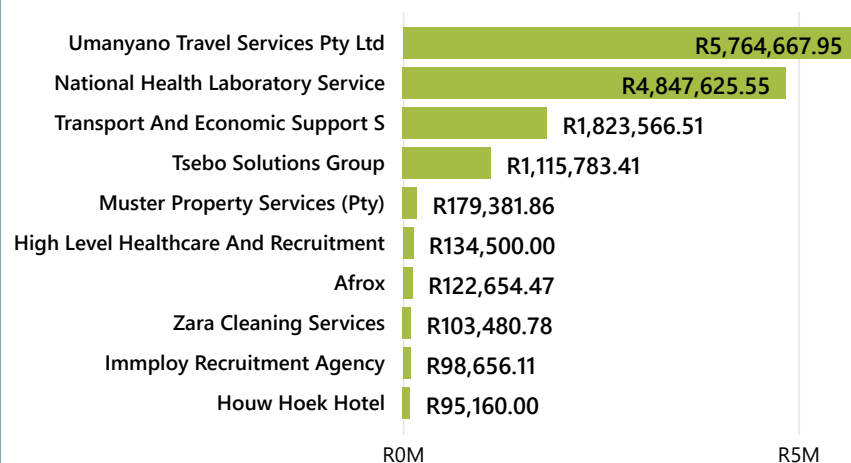 Umanyano Travel Services Pty Ltd R5,764,667.95
National Health Laboratory Service R4,847,625.55
Transport And Economic Support S R1,823,566.51
Tsebo Solutions Group R1,115,783.41
Muster Property Services (Pty) R179,381.86
High Level Healthcare And Recruitment R134,500.00
Afrox R122,654.47
Zara Cleaning Services R103,480.78
Immploy Recruitment Agency R98,656.11
Houw Hoek Hotel R95,160.00
R0M R5M